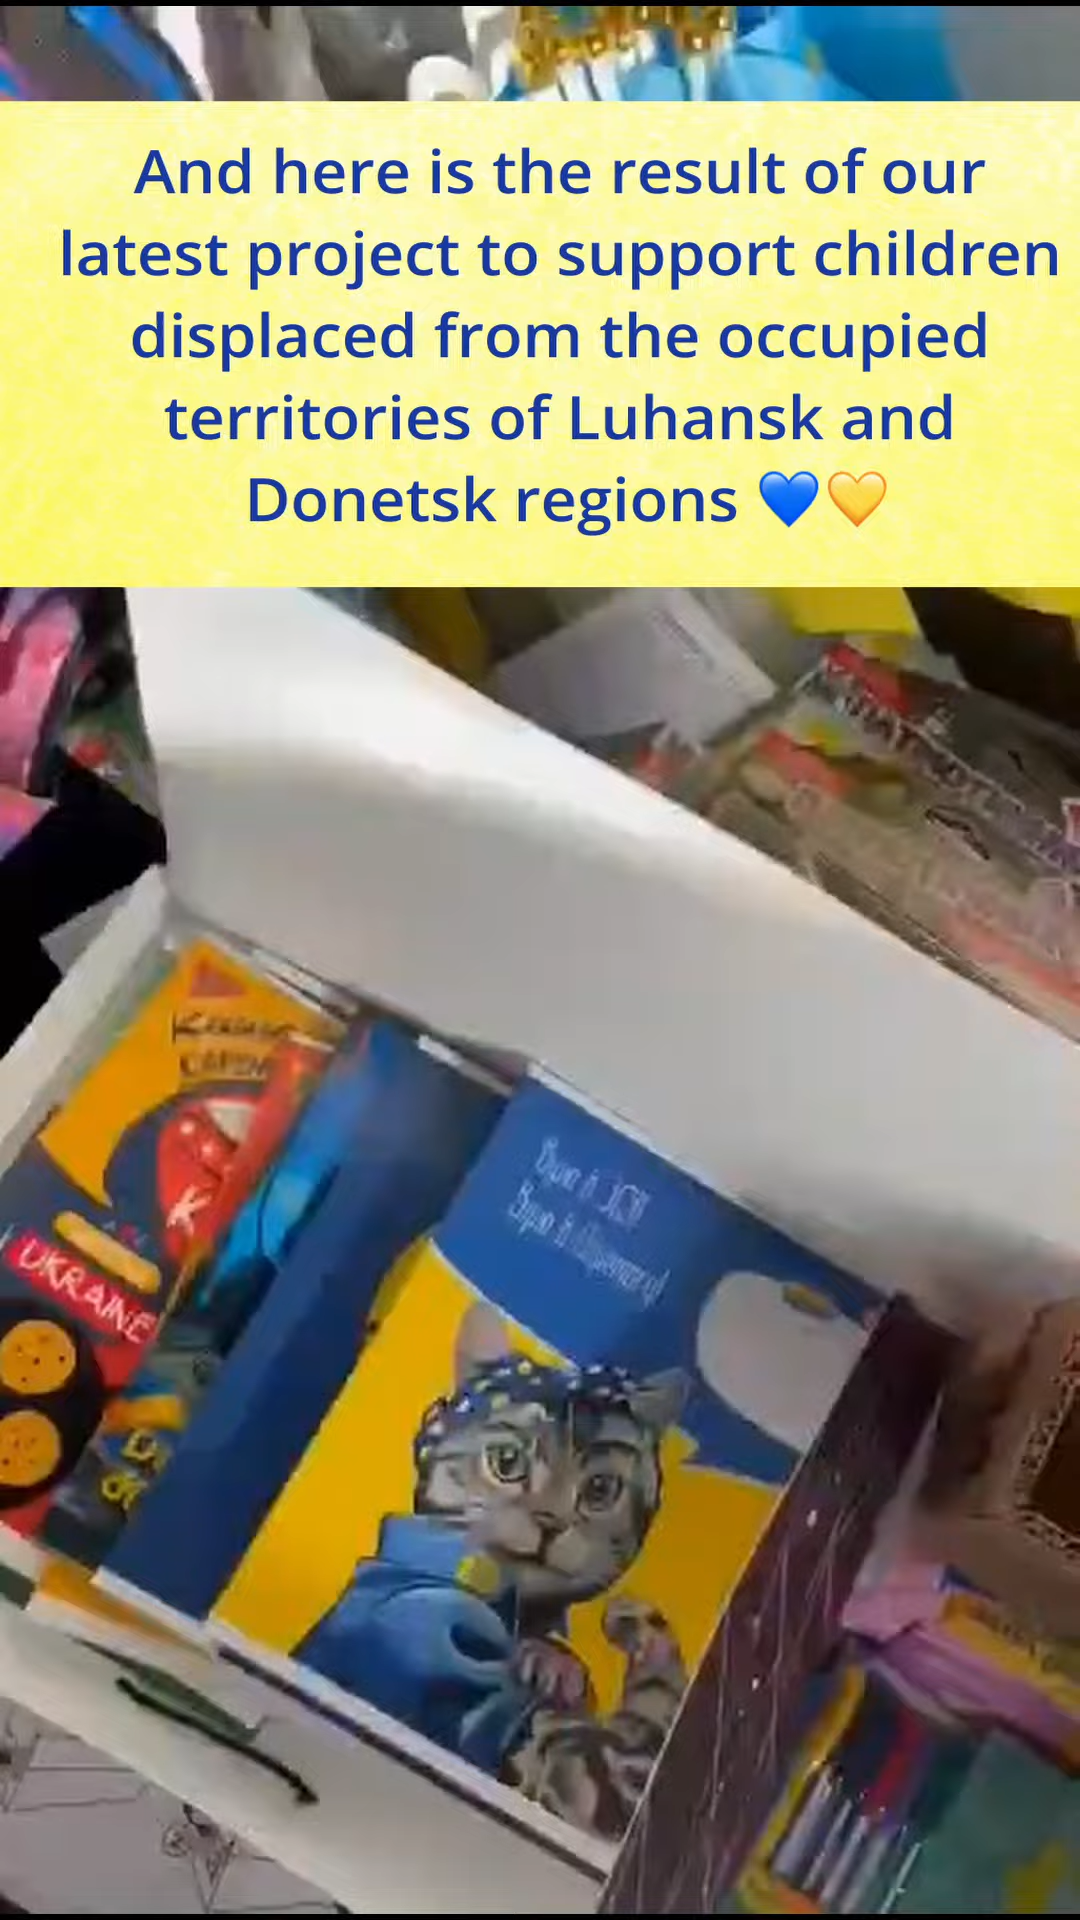 And here is the result of our
latest project to support children
displaced from the occupied
territories of Luhansk and
Donetsk regions 💙💛
K
UKRAINE